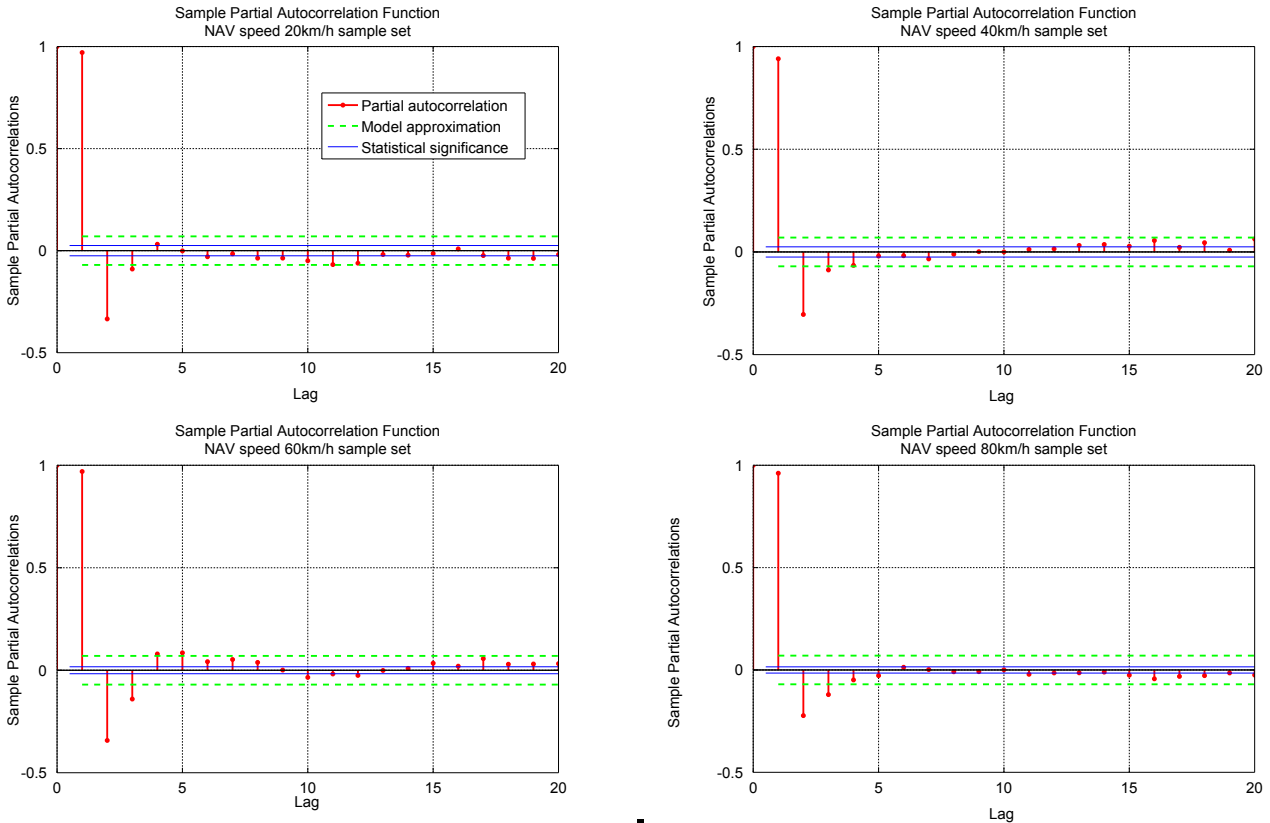 Sample Partial Autocorrelation Function
NAV speed 20km/h sample set
1
0.5
0
-0.5
Sample Partial Autocorrelations
Partial autocorrelation
Model approximation
Statistical significance
0 5 10 15 20
Lag
Sample Partial Autocorrelation Function
NAV speed 40km/h sample set
1
0.5
0
-0.5
Sample Partial Autocorrelations
0 5 10 15 20
Lag
Sample Partial Autocorrelation Function
NAV speed 60km/h sample set
1
0.5
0
-0.5
Sample Partial Autocorrelations
0 5 10 15 20
Lag
Sample Partial Autocorrelation Function
NAV speed 80km/h sample set
1
0.5
0
-0.5
Sample Partial Autocorrelations
0 5 10 15 20
Lag